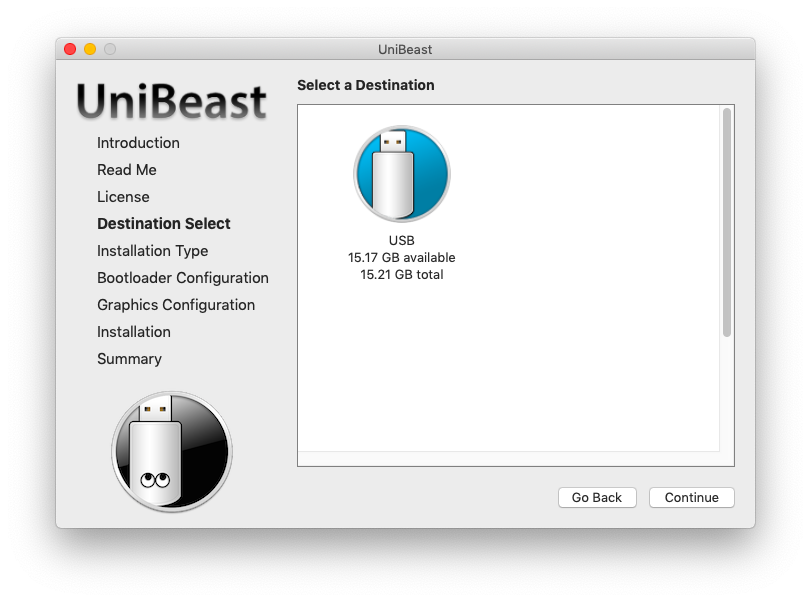 UniBeast
UniBeast
Introduction
Read Me
License
Destination Select
Installation Type
Bootloader Configuration
Graphics Configuration
Installation
Summary
Select a Destination
USB
15.17 GB available
15.21 GB total
Go Back
Continue